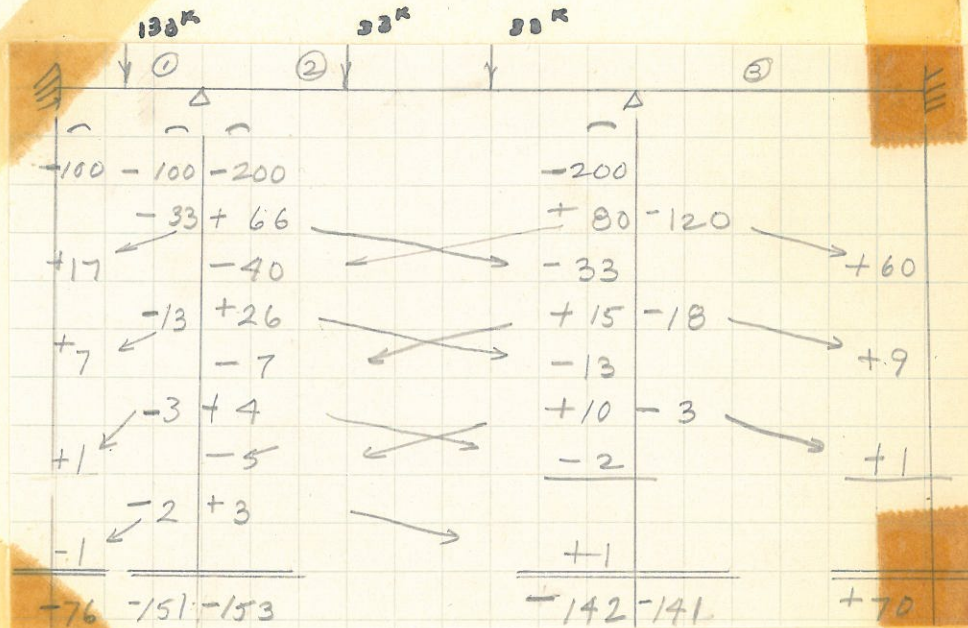 133ᴷ 33ᴷ 33ᴷ
① ② ③
-100 -100 -200 -200
-33 +66 +80 -120
+17 -40 -33 +60
-13 +26 +15 -18
+7 -7 -13 +9
-3 +4 +10 -3
+1 -5 -2 +1
-2 +3
-1 +1
-76 -151 -153 -142 -141 +70